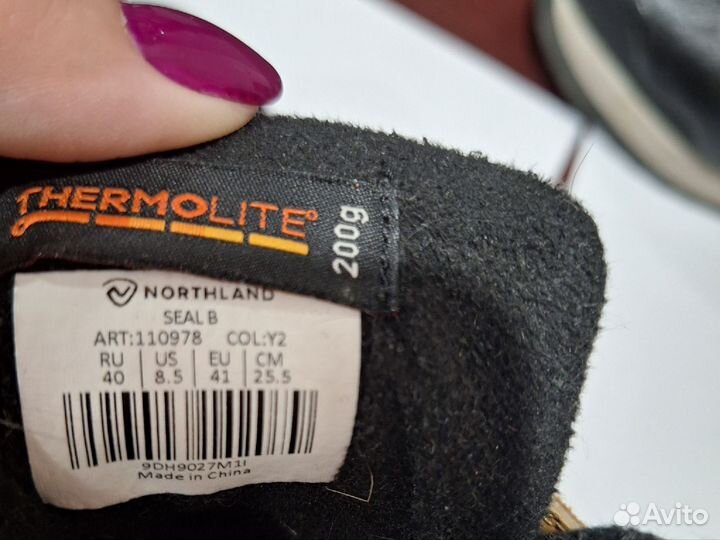 THERMOLITE
200g
NORTHLAND
SEAL B
ART:110978 COL:Y2
RU US EU CM
40 8.5 41 25.5
9DH9027M1I
Made in China
Avito